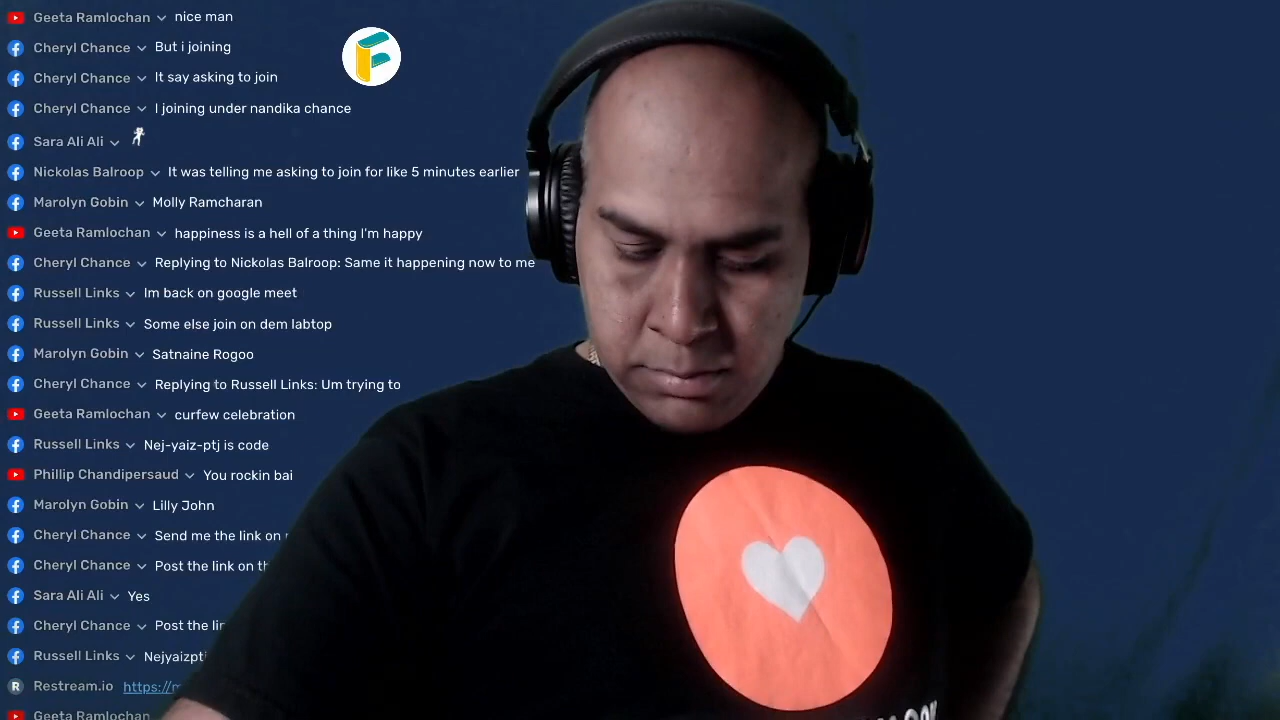 Geeta Ramlochan nice man
F
Cheryl Chance But i joining
Cheryl Chance It say asking to join
Cheryl Chance I joining under nandika chance
Sara Ali Ali
Nickolas Balroop It was telling me asking to join for like 5 minutes earlier
Marolyn Gobin Molly Ramcharan
Geeta Ramlochan happiness is a hell of a thing I'm happy
Cheryl Chance Replying to Nickolas Balroop: Same it happening now to me
Russell Links Im back on google meet
Russell Links Some else join on dem labtop
Marolyn Gobin Satnaine Rogoo
Cheryl Chance Replying to Russell Links: Um trying to
Geeta Ramlochan curfew celebration
Russell Links Nej-yaiz-ptj is code
Phillip Chandipersaud You rockin bai
Marolyn Gobin Lilly John
Cheryl Chance Send me the link on
Cheryl Chance Post the link on
Sara Ali Ali Yes
Cheryl Chance Post the
Russell Links Nejyaizpt
R Restream.io https://
Geeta Ramlochan